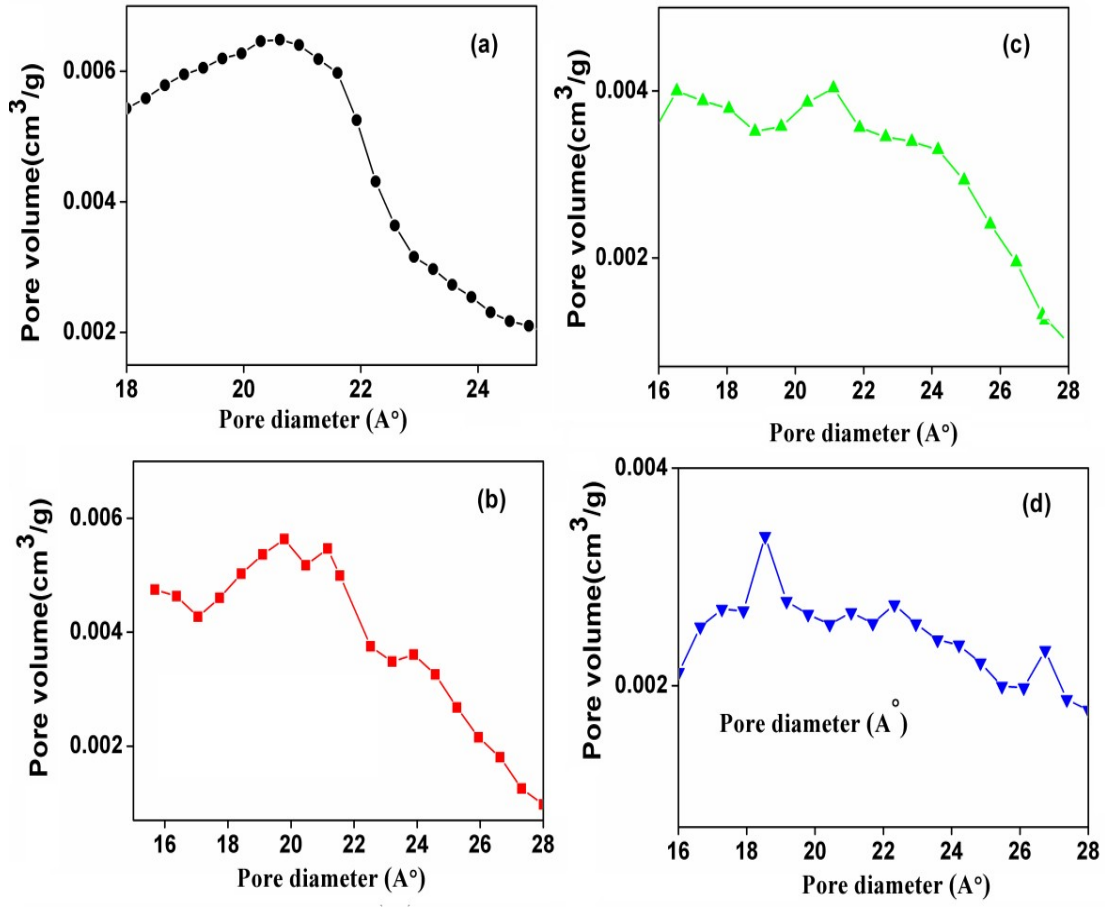 (a)
Pore volume(cm³/g)
0.006
0.004
0.002
18 20 22 24
Pore diameter (A°)
(c)
Pore volume(cm³/g)
0.004
0.002
16 18 20 22 24 26 28
Pore diameter (A°)
(b)
Pore volume(cm³/g)
0.006
0.004
0.002
16 18 20 22 24 26 28
Pore diameter (A°)
(d)
Pore volume(cm³/g)
0.004
0.002
Pore diameter (A°)
16 18 20 22 24 26 28
Pore diameter (A°)